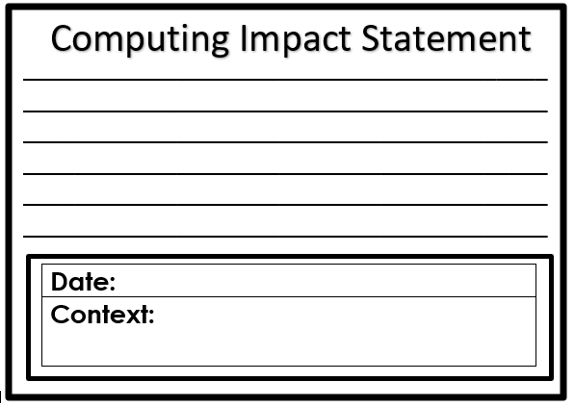 Computing Impact Statement
Date:
Context: